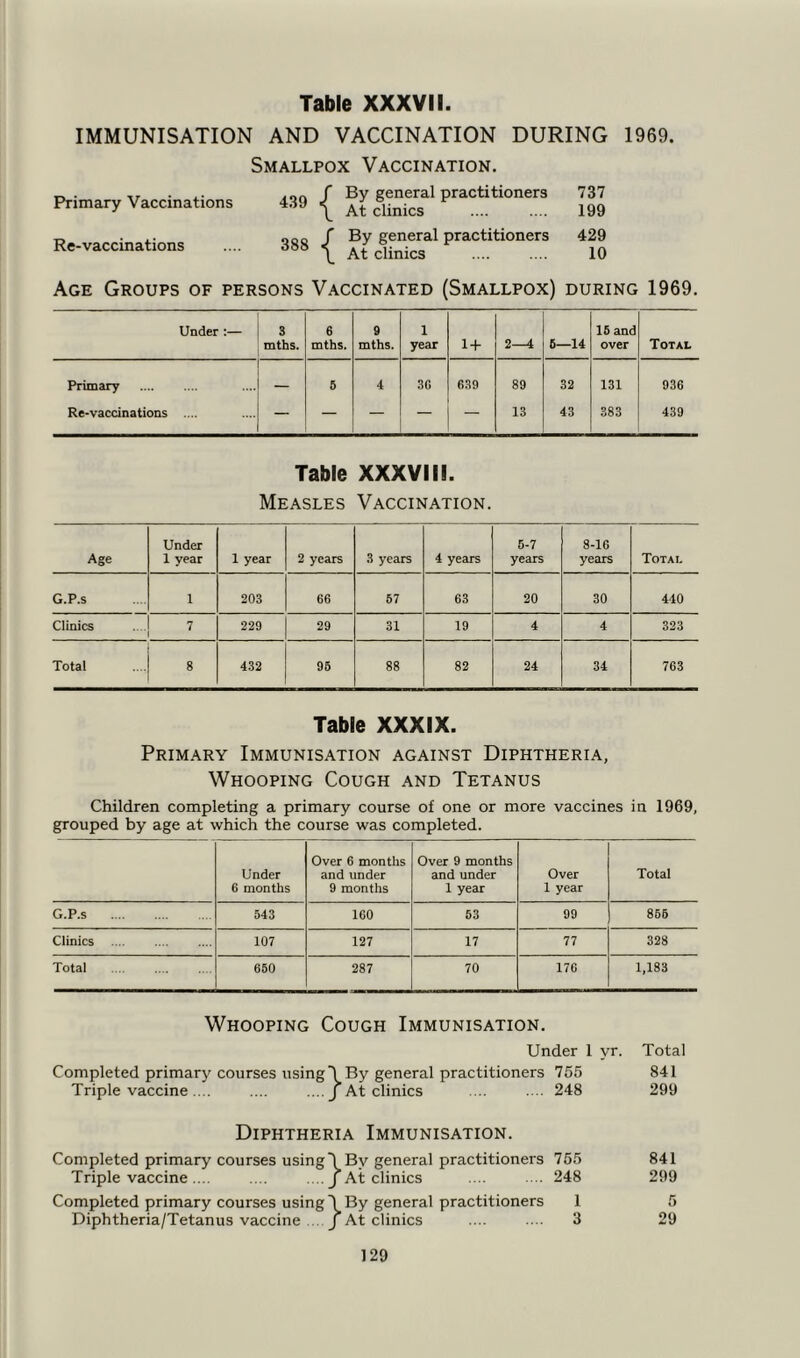 Table XXXVII.
IMMUNISATION AND VACCINATION DURING 1969.
Smallpox Vaccination.
Primary Vaccinations 439 { By general practitioners 737
At clinics .... .... 199
Re-vaccinations .... 388 { By general practitioners 429
At clinics .... .... 10
Age Groups of persons Vaccinated (Smallpox) during 1969.
Under :— 3 mths. 6 mths. 9 mths. 1 year 1+ 2—4 5—14 15 and over Total
Primary .... .... .... — 5 4 36 639 89 32 131 936
Re-vaccinations .... .... — — — — — 13 43 383 439
Table XXXVIII.
Measles Vaccination.
Age Under 1 year 1 year 2 years 3 years 4 years 5-7 years 8-16 years Total
G.P.s .... 1 203 66 57 63 20 30 440
Clinics .... 7 229 29 31 19 4 4 323
Total .... 8 432 95 88 82 24 34 763
Table XXXIX.
Primary Immunisation against Diphtheria,
Whooping Cough and Tetanus
Children completing a primary course of one or more vaccines in 1969,
grouped by age at which the course was completed.
Under 6 months Over 6 months and under 9 months Over 9 months and under 1 year Over 1 year Total
G.P.s .... .... .... 543 160 53 99 855
Clinics .... .... .... 107 127 17 77 328
Total .... .... .... 650 287 70 176 1,183
Whooping Cough Immunisation.
Under 1 yr. Total
Completed primary courses using } By general practitioners 755 841
Triple vaccine .... .... .... } At clinics .... .... 248 299
Diphtheria Immunisation.
Completed primary courses using } By general practitioners 755 841
Triple vaccine .... .... .... } At clinics .... .... 248 299
Completed primary courses using } By general practitioners 1 5
Diphtheria/Tetanus vaccine .... } At clinics .... .... 3 29
129